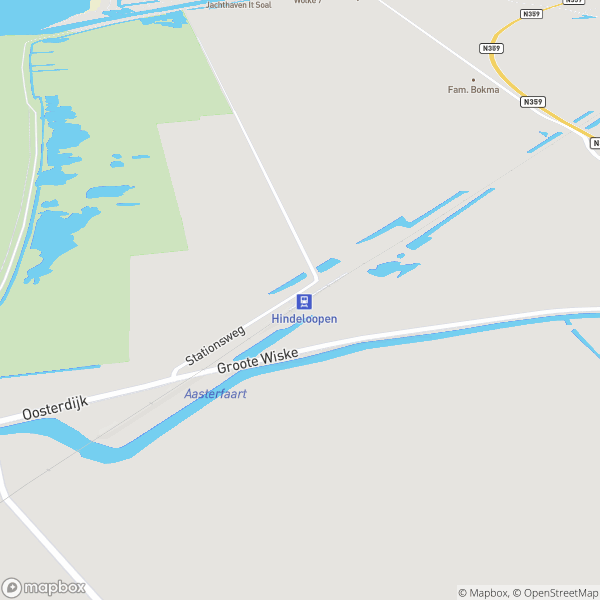 Jachthaven It Soal
Wolke 7
N359
N359
N359
Fam. Bokma
N359
Hindeloopen
Stationsweg
Groote Wiske
Aasterfaart
Oosterdijk
mapbox
© Mapbox, © OpenStreetMap